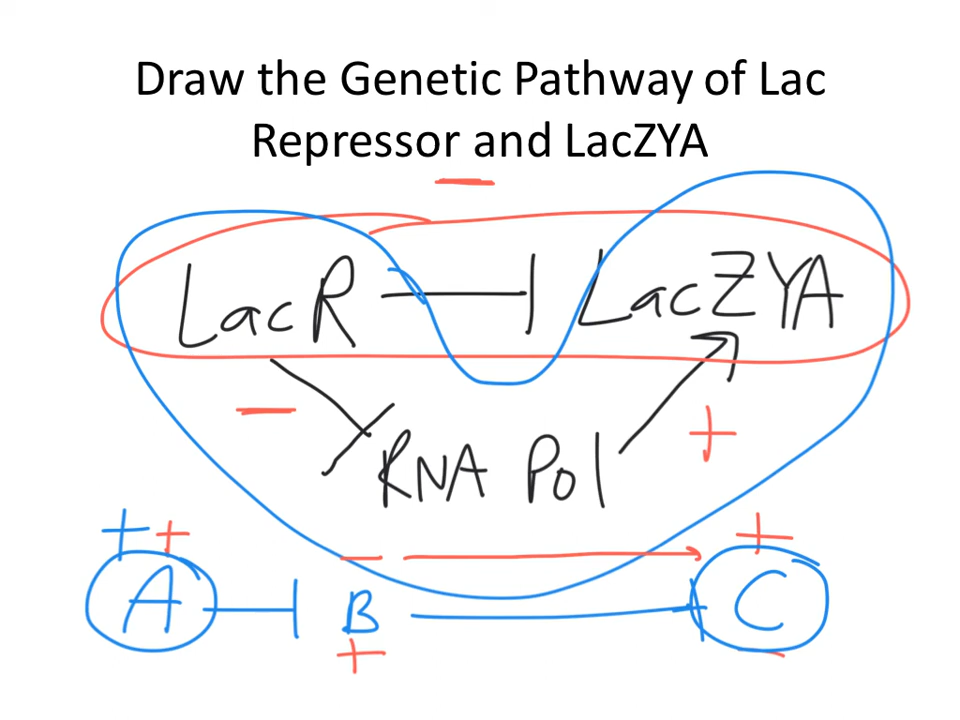 Draw the Genetic Pathway of Lac
Repressor and LacZYA
−
LacR LacZYA
− +
RNA Pol
+ + − +
A B C
+ −